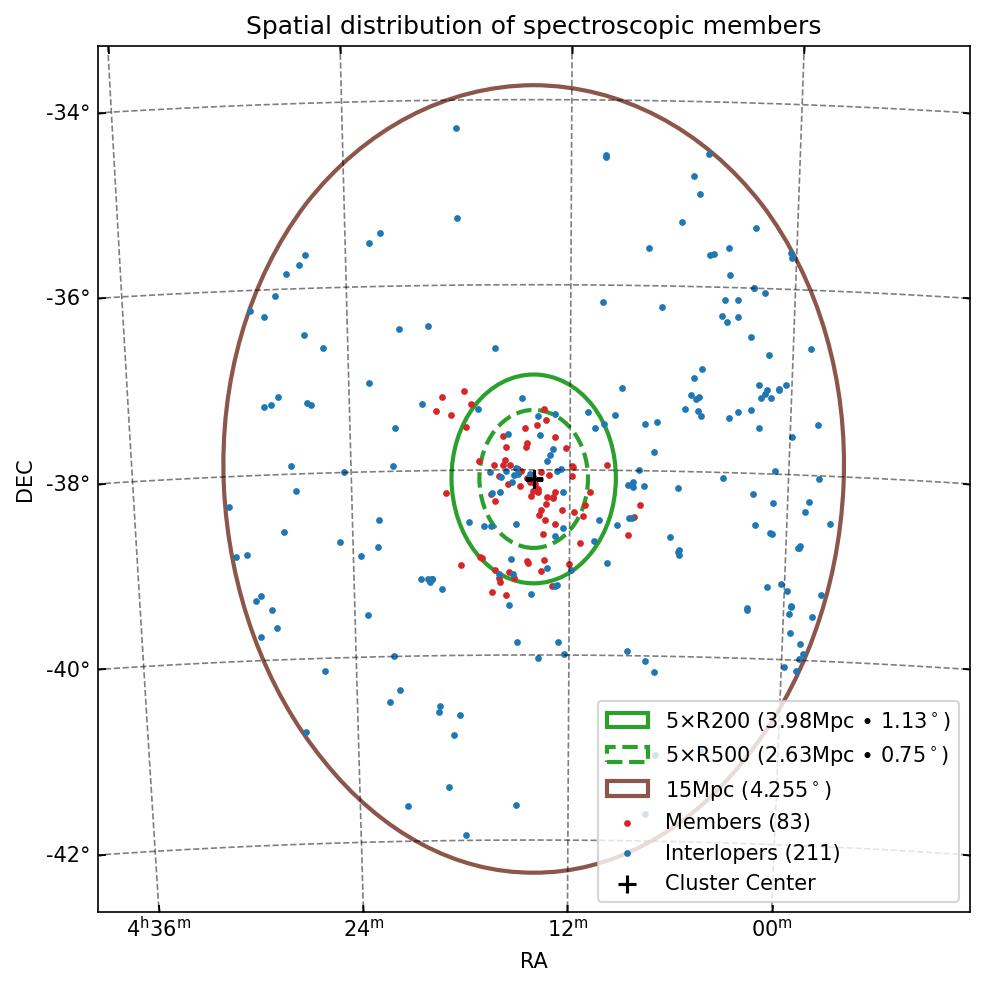 Spatial distribution of spectroscopic members
-34°
-36°
-38°
-40°
-42°
DEC
5×R200 (3.98Mpc • 1.13°)
5×R500 (2.63Mpc • 0.75°)
15Mpc (4.255°)
Members (83)
Interlopers (211)
Cluster Center
4ʰ36ᵐ 24ᵐ 12ᵐ 00ᵐ
RA